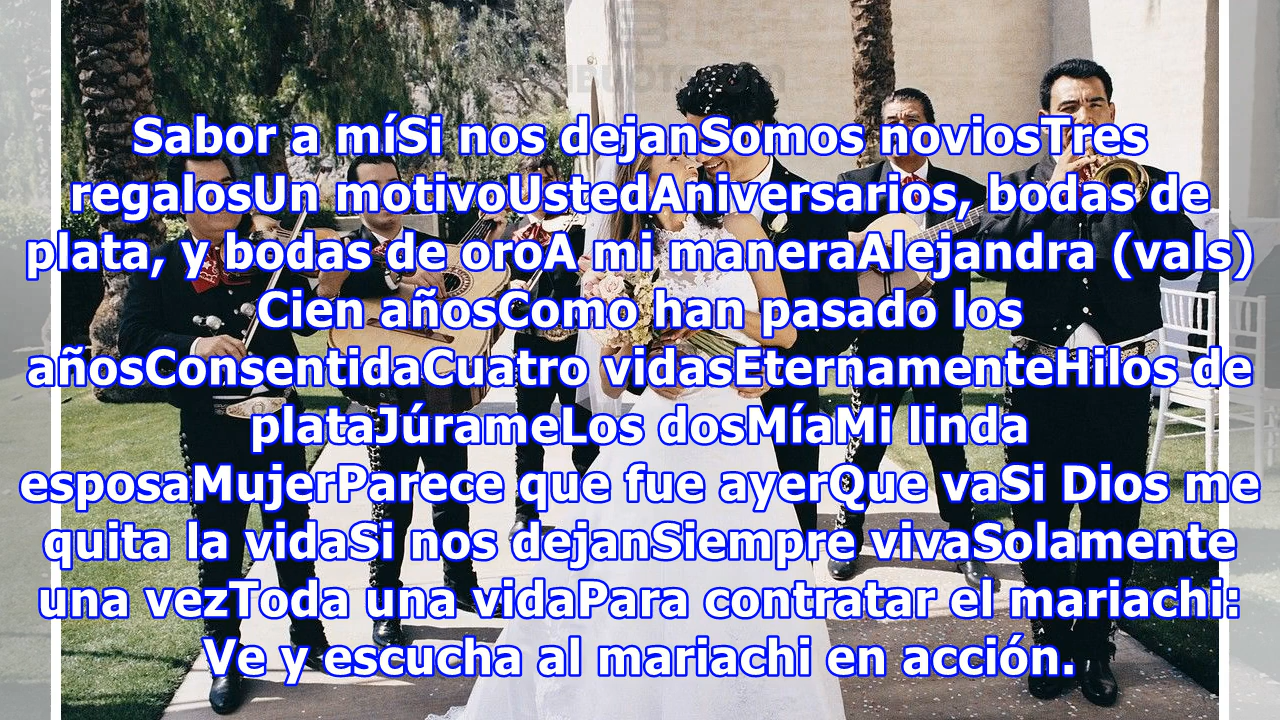 Sabor a míSi nos dejanSomos noviosTres
regalosUn motivoUstedAniversarios, bodas de
plata, y bodas de oroA mi maneraAlejandra (vals)
Cien añosComo han pasado los
añosConsentidaCuatro vidasEternamenteHilos de
plataJúrameLos dosMíaMi linda
esposaMujerParece que fue ayerQue vaSi Dios me
quita la vidaSi nos dejanSiempre vivaSolamente
una vezToda una vidaPara contratar el mariachi:
Ve y escucha al mariachi en acción.